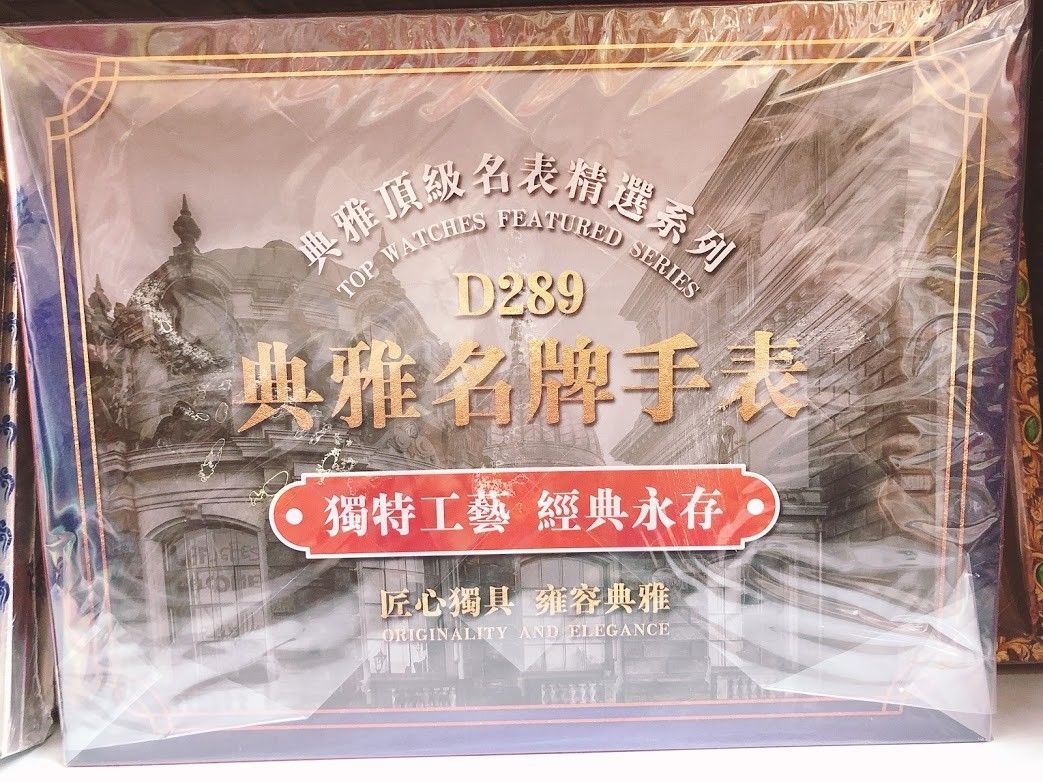 典雅頂級名表精選系列
TOP WATCHES FEATURED SERIES
D289
典雅名牌手表
獨特工藝 經典永存
匠心獨具 雍容典雅
ORIGINALITY AND ELEGANCE